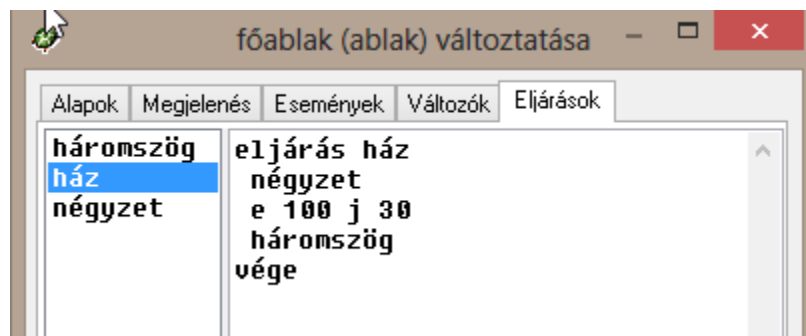 főablak (ablak) változtatása
Alapok Megjelenés Események Változók Eljárások
háromszög
ház
négyzet
eljárás ház
négyzet
e 100 j 30
háromszög
vége